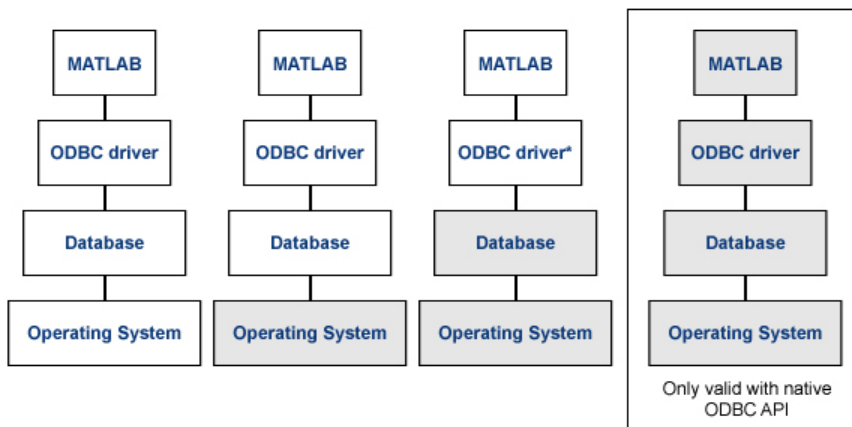 MATLAB
ODBC driver
Database
Operating System
MATLAB
ODBC driver
Database
Operating System
MATLAB
ODBC driver*
Database
Operating System
MATLAB
ODBC driver
Database
Operating System
Only valid with native
ODBC API